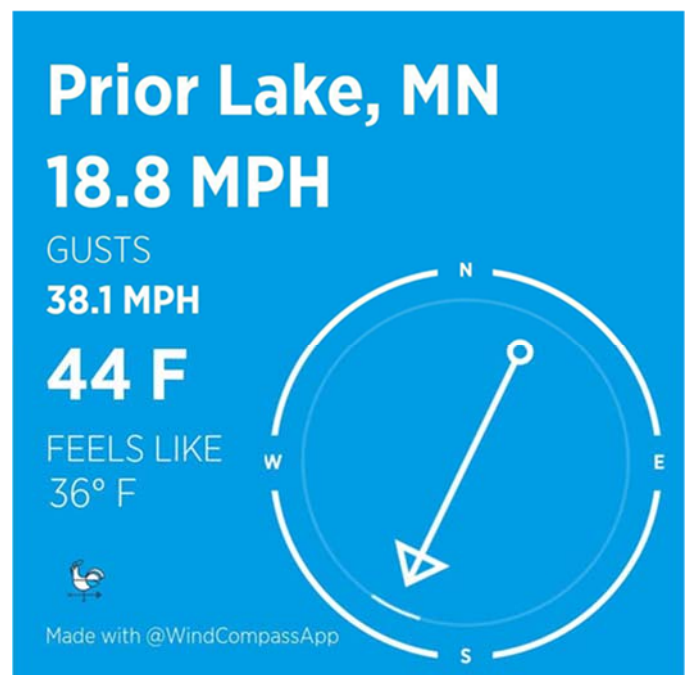 Prior Lake, MN
18.8 MPH
GUSTS
38.1 MPH
44 F
FEELS LIKE
36° F
N
W
E
S
Made with @WindCompassApp